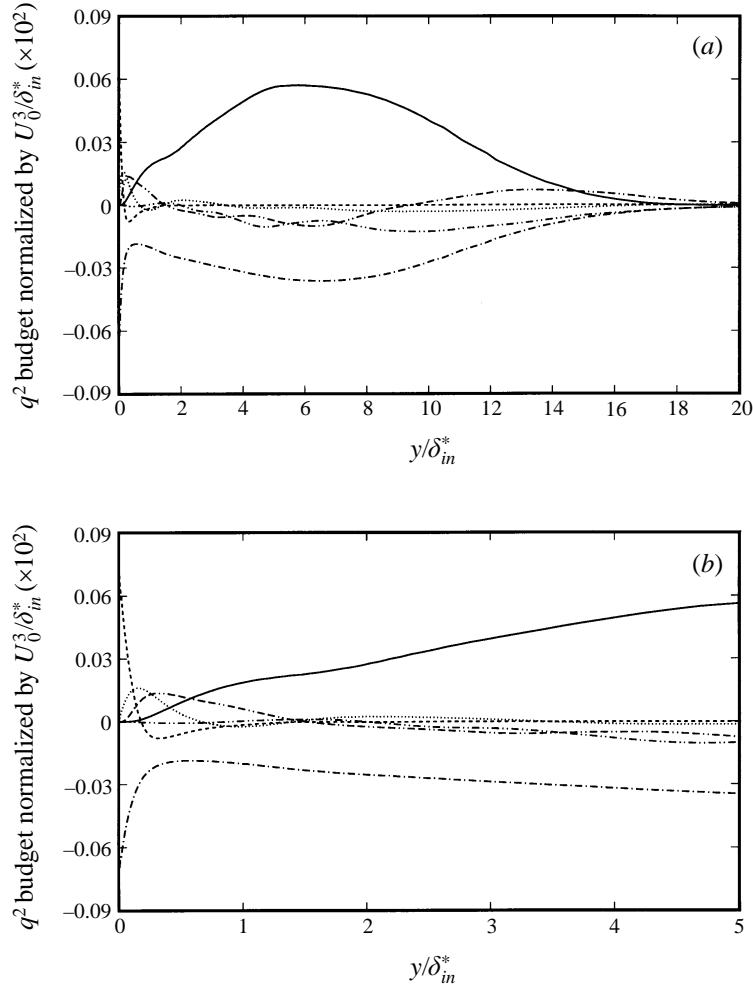 0.09
(a)
0.06
0.03
0
–0.03
–0.06
–0.09
0 2 4 6 8 10 12 14 16 18 20
y/δ*in
q² budget normalized by U₀³/δ*in (×10²)
0.09
(b)
0.06
0.03
0
–0.03
–0.06
–0.09
0 1 2 3 4 5
y/δ*in
q² budget normalized by U₀³/δ*in (×10²)